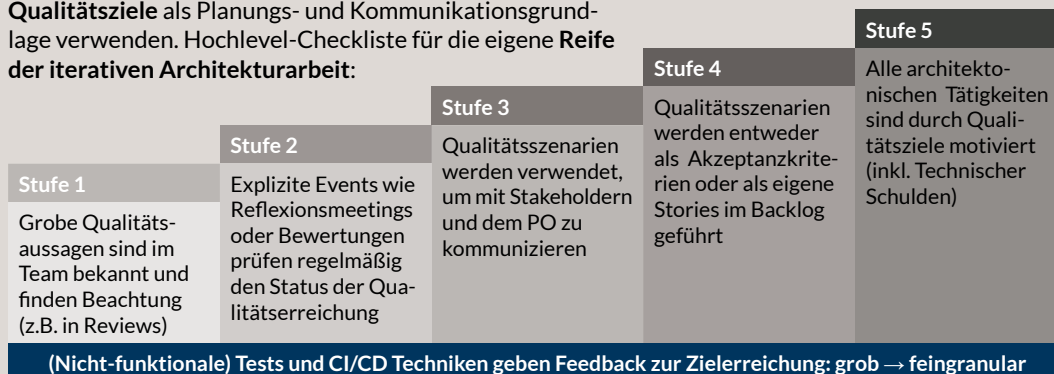 Qualitätsziele als Planungs- und Kommunikationsgrund-
lage verwenden. Hochlevel-Checkliste für die eigene Reife
der iterativen Architekturarbeit:
Stufe 1
Grobe Qualitäts-
aussagen sind im
Team bekannt und
finden Beachtung
(z.B. in Reviews)
Stufe 2
Explizite Events wie
Reflexionsmeetings
oder Bewertungen
prüfen regelmäßig
den Status der Qua-
litätserreichung
Stufe 3
Qualitätsszenarien
werden verwendet,
um mit Stakeholdern
und dem PO zu
kommunizieren
Stufe 4
Qualitätsszenarien
werden entweder
als Akzeptanzkrite-
rien oder als eigene
Stories im Backlog
geführt
Stufe 5
Alle architekto-
nischen Tätigkeiten
sind durch Quali-
tätsziele motiviert
(inkl. Technischer
Schulden)
(Nicht-funktionale) Tests und CI/CD Techniken geben Feedback zur Zielerreichung: grob → feingranular